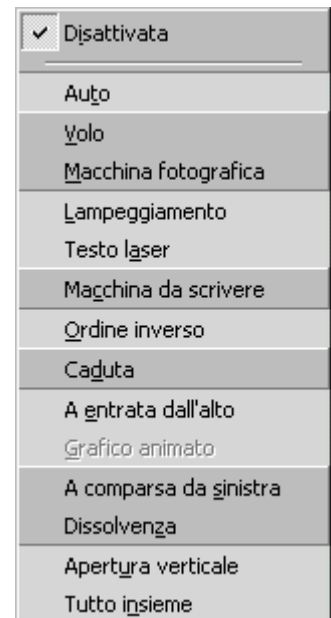 Disattivata
Auto
Volo
Macchina fotografica
Lampeggiamento
Testo laser
Macchina da scrivere
Ordine inverso
Caduta
A entrata dall'alto
Grafico animato
A comparsa da sinistra
Dissolvenza
Apertura verticale
Tutto insieme